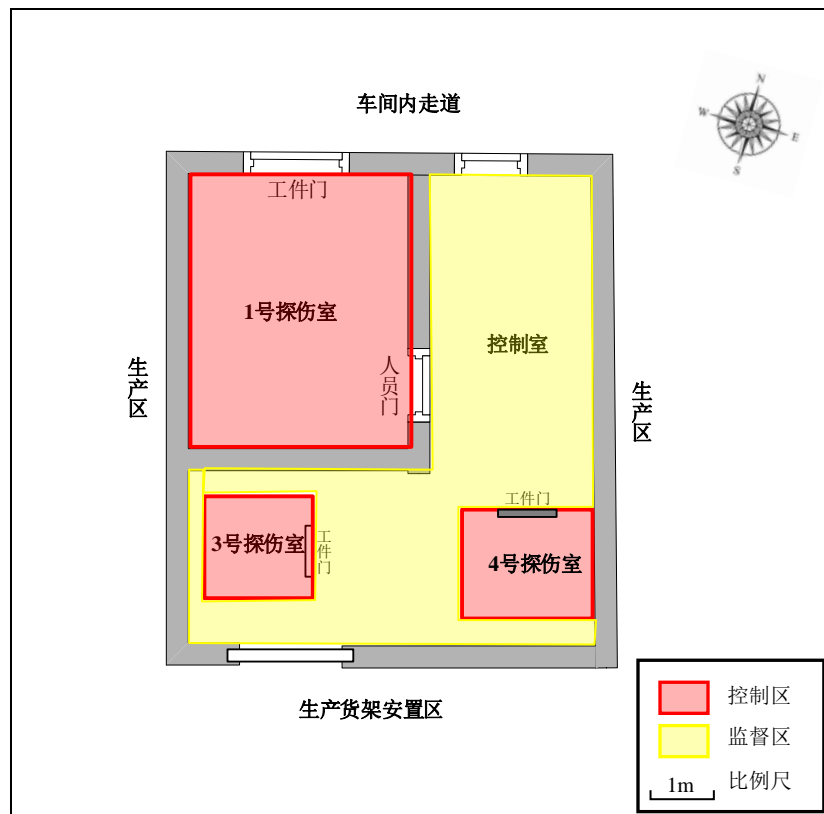 车间内走道
N
W
E
S
工件门
1号探伤室
控制室
人员门
生产区
生产区
工件门
3号探伤室
工件门
4号探伤室
生产货架安置区
控制区
监督区
1m
比例尺